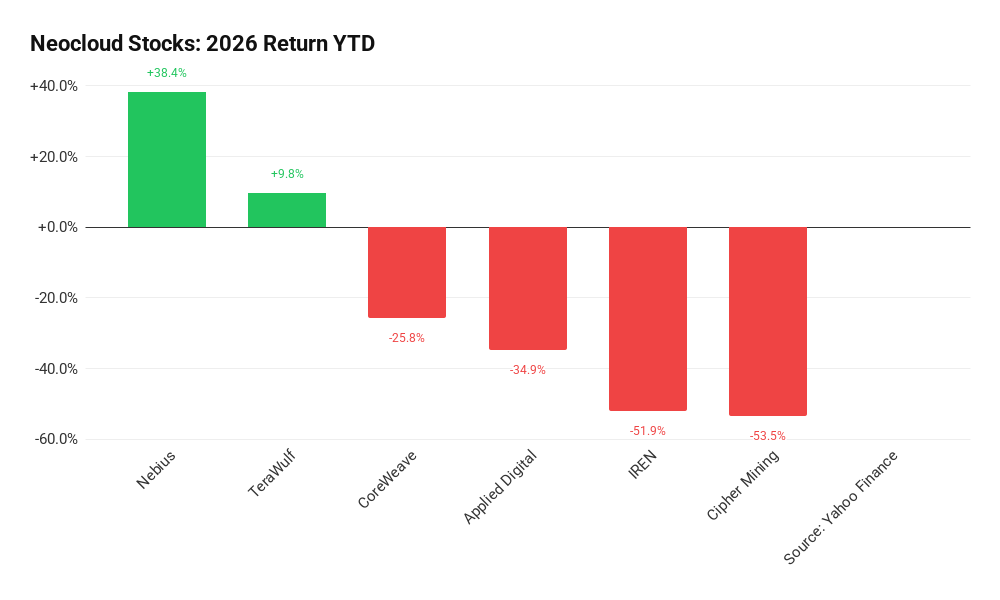 Neocloud Stocks: 2026 Return YTD
+38.4%
+40.0%
+20.0%
+9.8%
+0.0%
-20.0%
-25.8%
-40.0%
-34.9%
-60.0%
-51.9%
-53.5%
Nebius
TeraWulf
CoreWeave
Applied Digital
IREN
Cipher Mining
Source: Yahoo Finance